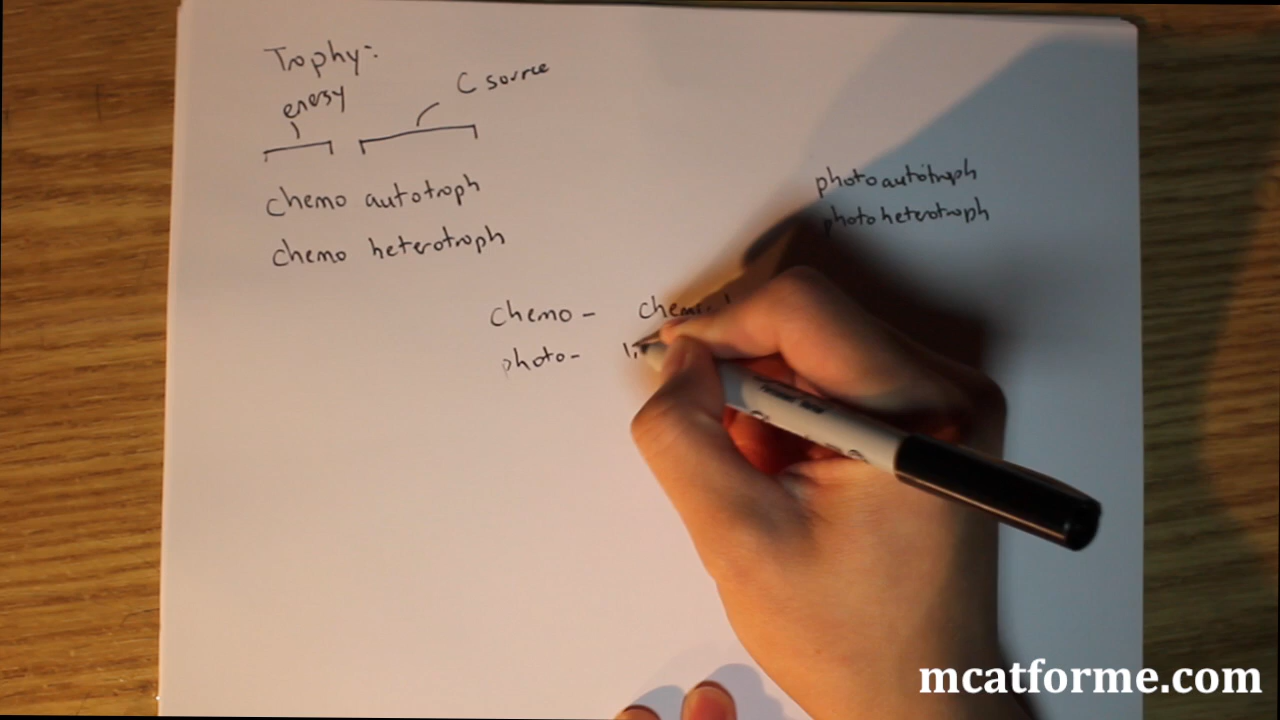 Trophy:
energy
C source
chemo autotroph
chemo heterotroph
photoautotroph
photoheterotroph
chemo -
photo -
mcatforme.com